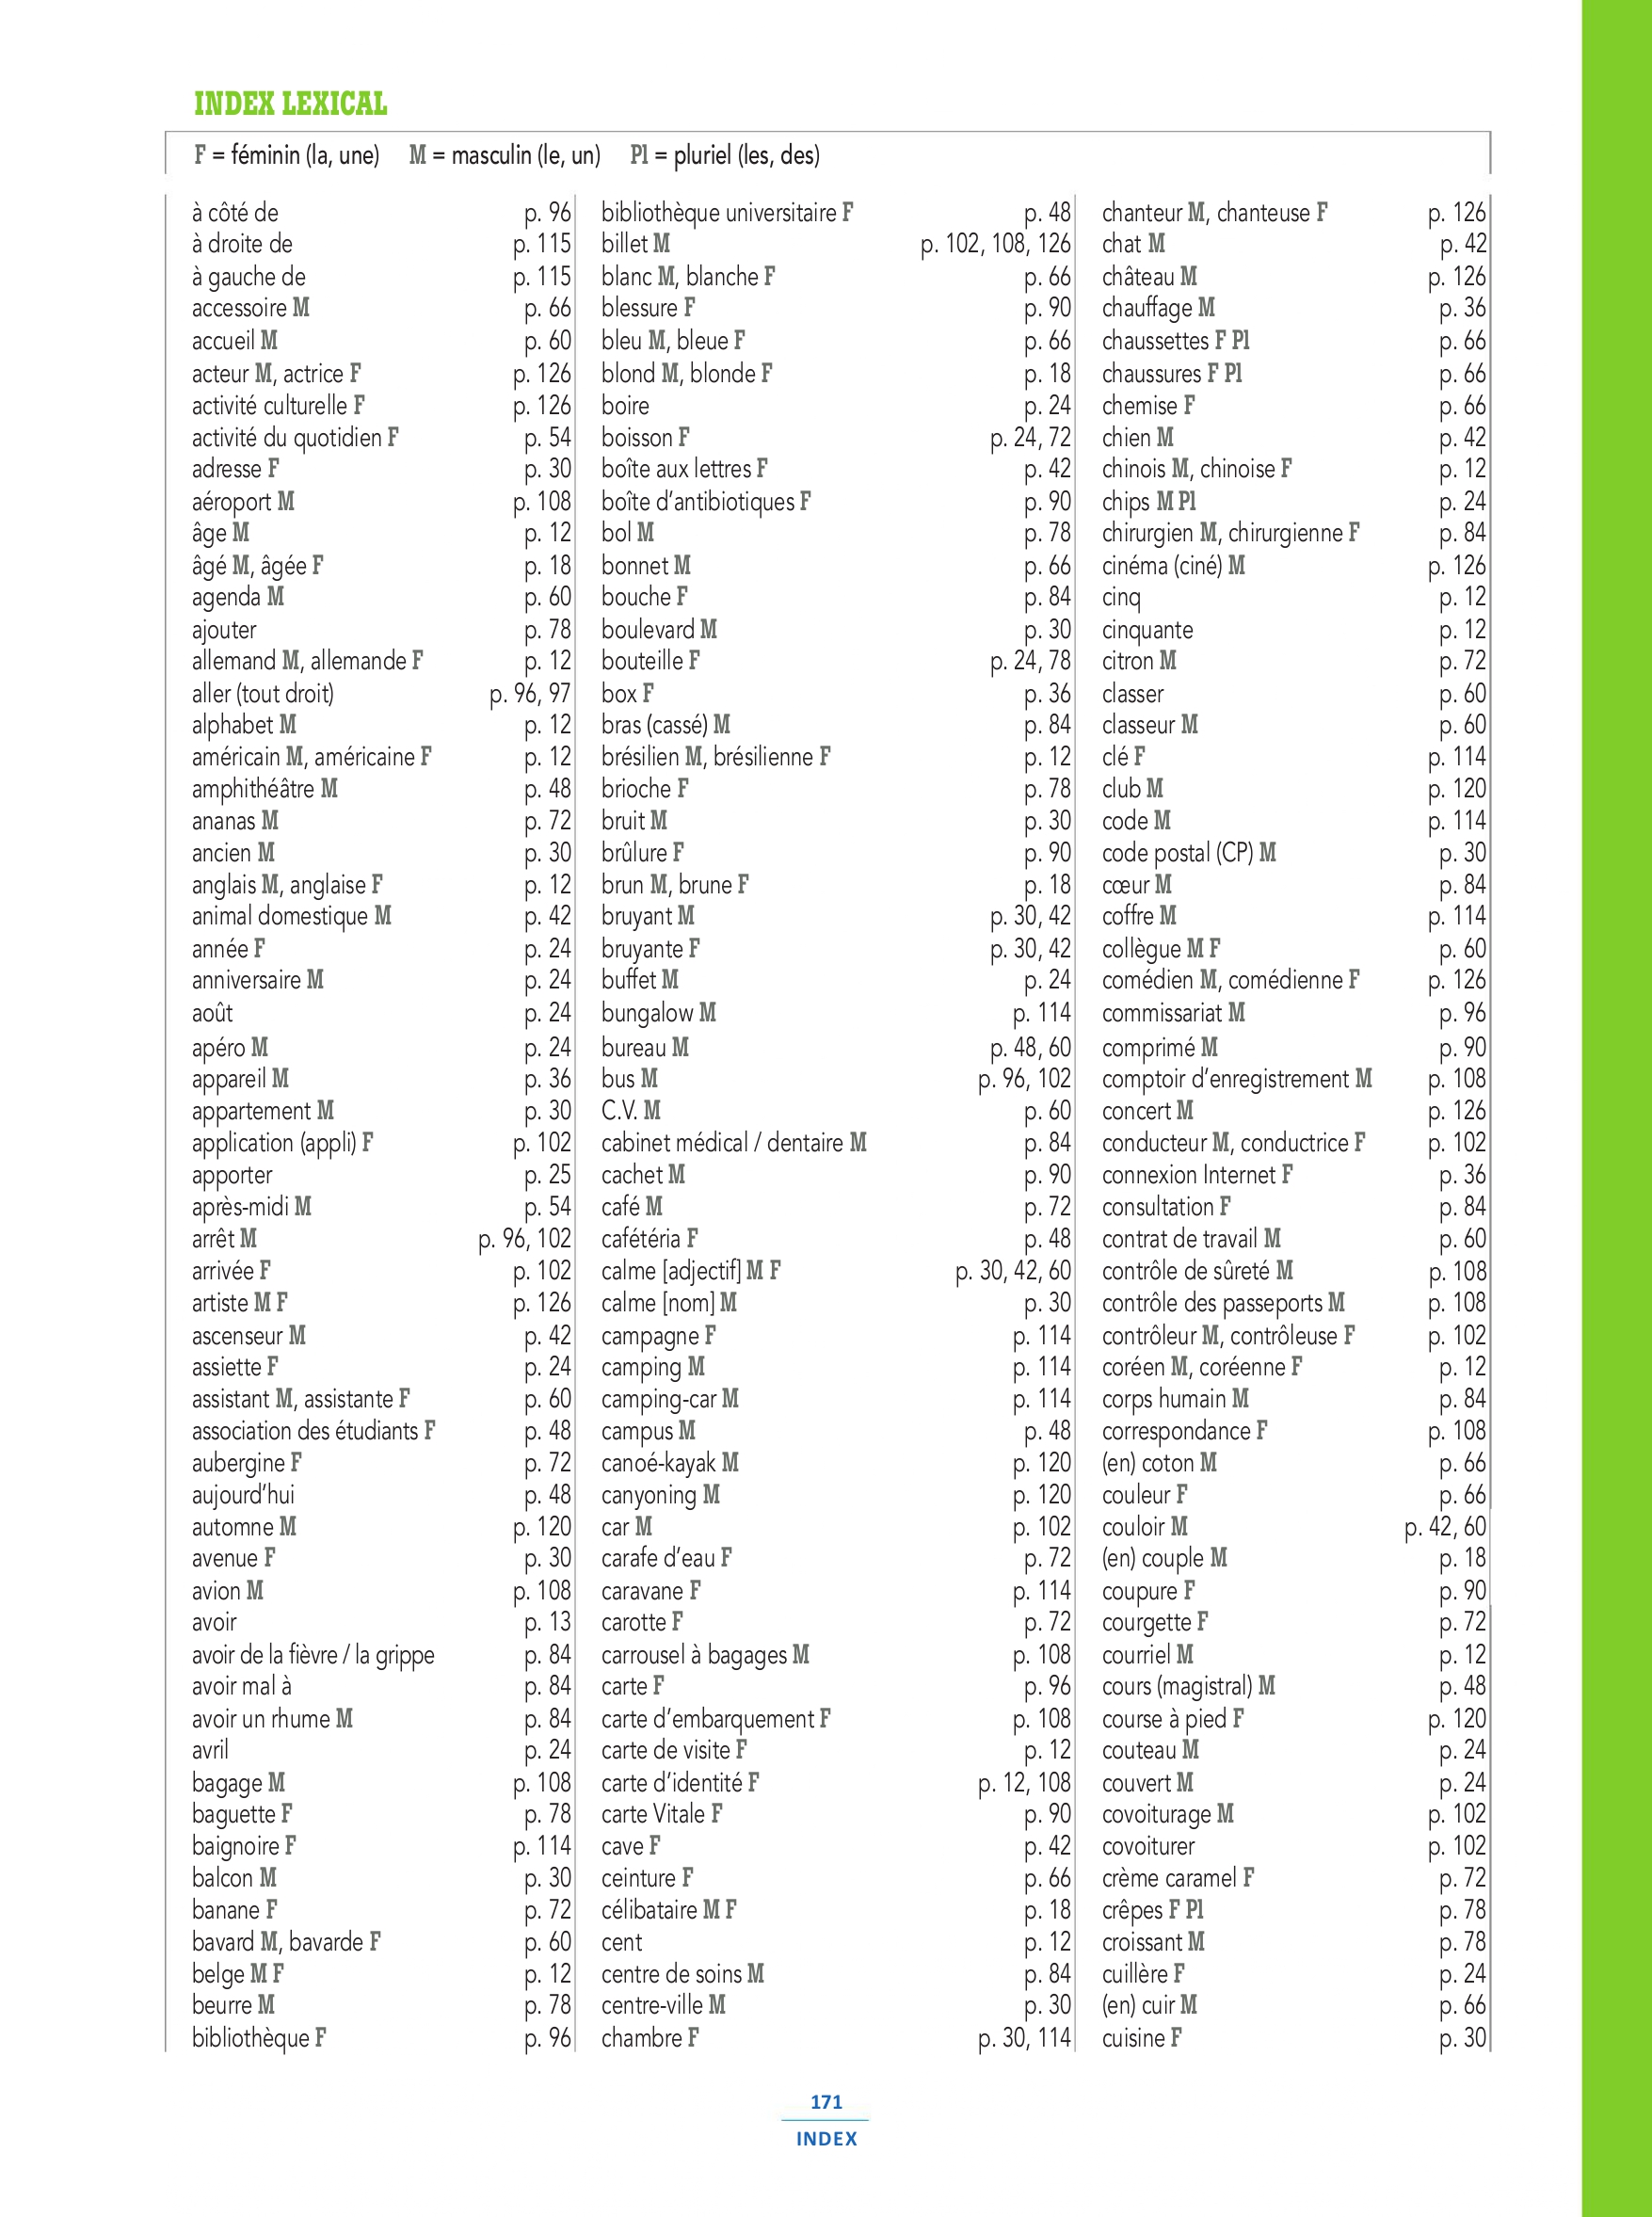 INDEX LEXICAL
F = féminin (la, une) M = masculin (le, un) Pl = pluriel (les, des)
à côté de p. 96
à droite de p. 115
à gauche de p. 115
accessoire M p. 66
accueil M p. 60
acteur M, actrice F p. 126
activité culturelle F p. 126
activité du quotidien F p. 54
adresse F p. 30
aéroport M p. 108
âge M p. 12
âgé M, âgée F p. 18
agenda M p. 60
ajouter p. 78
allemand M, allemande F p. 12
aller (tout droit) p. 96, 97
alphabet M p. 12
américain M, américaine F p. 12
amphithéâtre M p. 48
ananas M p. 72
ancien M p. 30
anglais M, anglaise F p. 12
animal domestique M p. 42
année F p. 24
anniversaire M p. 24
août p. 24
apéro M p. 24
appareil M p. 36
appartement M p. 30
application (appli) F p. 102
apporter p. 25
après-midi M p. 54
arrêt M p. 96, 102
arrivée F p. 102
artiste M F p. 126
ascenseur M p. 42
assiette F p. 24
assistant M, assistante F p. 60
association des étudiants F p. 48
aubergine F p. 72
aujourd'hui p. 48
automne M p. 120
avenue F p. 30
avion M p. 108
avoir p. 13
avoir de la fièvre / la grippe p. 84
avoir mal à p. 84
avoir un rhume M p. 84
avril p. 24
bagage M p. 108
baguette F p. 78
baignoire F p. 114
balcon M p. 30
banane F p. 72
bavard M, bavarde F p. 60
belge M F p. 12
beurre M p. 78
bibliothèque F p. 96
bibliothèque universitaire F p. 48
billet M p. 102, 108, 126
blanc M, blanche F p. 66
blessure F p. 90
bleu M, bleue F p. 66
blond M, blonde F p. 18
boire p. 24
boisson F p. 24, 72
boîte aux lettres F p. 42
boîte d'antibiotiques F p. 90
bol M p. 78
bonnet M p. 66
bouche F p. 84
boulevard M p. 30
bouteille F p. 24, 78
box F p. 36
bras (cassé) M p. 84
brésilien M, brésilienne F p. 12
brioche F p. 78
bruit M p. 30
brûlure F p. 90
brun M, brune F p. 18
bruyant M p. 30, 42
bruyante F p. 30, 42
buffet M p. 24
bungalow M p. 114
bureau M p. 48, 60
bus M p. 96, 102
C.V. M p. 60
cabinet médical / dentaire M p. 84
cachet M p. 90
café M p. 72
cafétéria F p. 48
calme [adjectif] M F p. 30, 42, 60
calme [nom] M p. 30
campagne F p. 114
camping M p. 114
camping-car M p. 114
campus M p. 48
canoé-kayak M p. 120
canyoning M p. 120
car M p. 102
carafe d'eau F p. 72
caravane F p. 114
carotte F p. 72
carrousel à bagages M p. 108
carte F p. 96
carte d'embarquement F p. 108
carte de visite F p. 12
carte d'identité F p. 12, 108
carte Vitale F p. 90
cave F p. 42
ceinture F p. 66
célibataire M F p. 18
cent p. 12
centre de soins M p. 84
centre-ville M p. 30
chambre F p. 30, 114
chanteur M, chanteuse F p. 126
chat M p. 42
château M p. 126
chauffage M p. 36
chaussettes F Pl p. 66
chaussures F Pl p. 66
chemise F p. 66
chien M p. 42
chinois M, chinoise F p. 12
chips M Pl p. 24
chirurgien M, chirurgienne F p. 84
cinéma (ciné) M p. 126
cinq p. 12
cinquante p. 12
citron M p. 72
classer p. 60
classeur M p. 60
clé F p. 114
club M p. 120
code M p. 114
code postal (CP) M p. 30
cœur M p. 84
coffre M p. 114
collègue M F p. 60
comédien M, comédienne F p. 126
commissariat M p. 96
comprimé M p. 90
comptoir d'enregistrement M p. 108
concert M p. 126
conducteur M, conductrice F p. 102
connexion Internet F p. 36
consultation F p. 84
contrat de travail M p. 60
contrôle de sûreté M p. 108
contrôle des passeports M p. 108
contrôleur M, contrôleuse F p. 102
coréen M, coréenne F p. 12
corps humain M p. 84
correspondance F p. 108
(en) coton M p. 66
couleur F p. 66
couloir M p. 42, 60
(en) couple M p. 18
coupure F p. 90
courgette F p. 72
courriel M p. 12
cours (magistral) M p. 48
course à pied F p. 120
couteau M p. 24
couvert M p. 24
covoiturage M p. 102
covoiturer p. 102
crème caramel F p. 72
crêpes F Pl p. 78
croissant M p. 78
cuillère F p. 24
(en) cuir M p. 66
cuisine F p. 30
171
INDEX